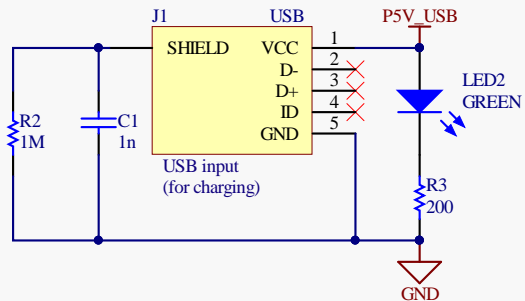 J1
USB
P5V_USB
SHIELD
VCC
1
D-
2
D+
3
ID
4
GND
5
LED2
GREEN
R2
1M
C1
1n
USB input
(for charging)
R3
200
GND